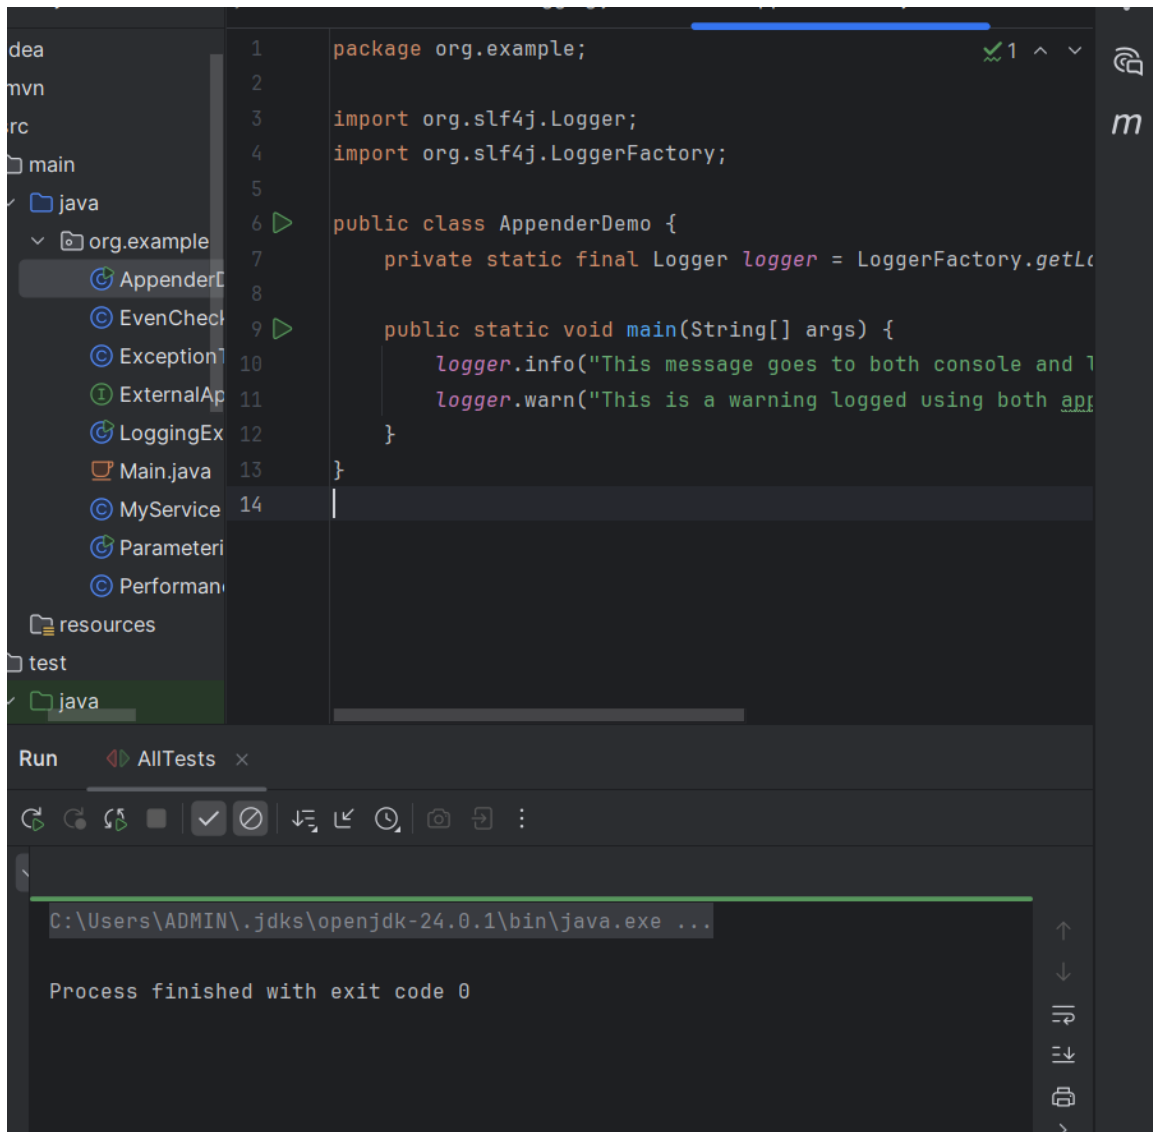 dea
mvn
rc
main
java
org.example
AppenderD
EvenCheck
ExceptionT
ExternalAp
LoggingEx
Main.java
MyService
Parameteri
Performan
resources
test
java
1 package org.example;
2
3 import org.slf4j.Logger;
4 import org.slf4j.LoggerFactory;
5
6 public class AppenderDemo {
7 private static final Logger logger = LoggerFactory.getLo
8
9 public static void main(String[] args) {
10 logger.info("This message goes to both console and l
11 logger.warn("This is a warning logged using both app
12 }
13 }
14
1
m
Run AllTests
C:\Users\ADMIN\.jdks\openjdk-24.0.1\bin\java.exe ...
Process finished with exit code 0